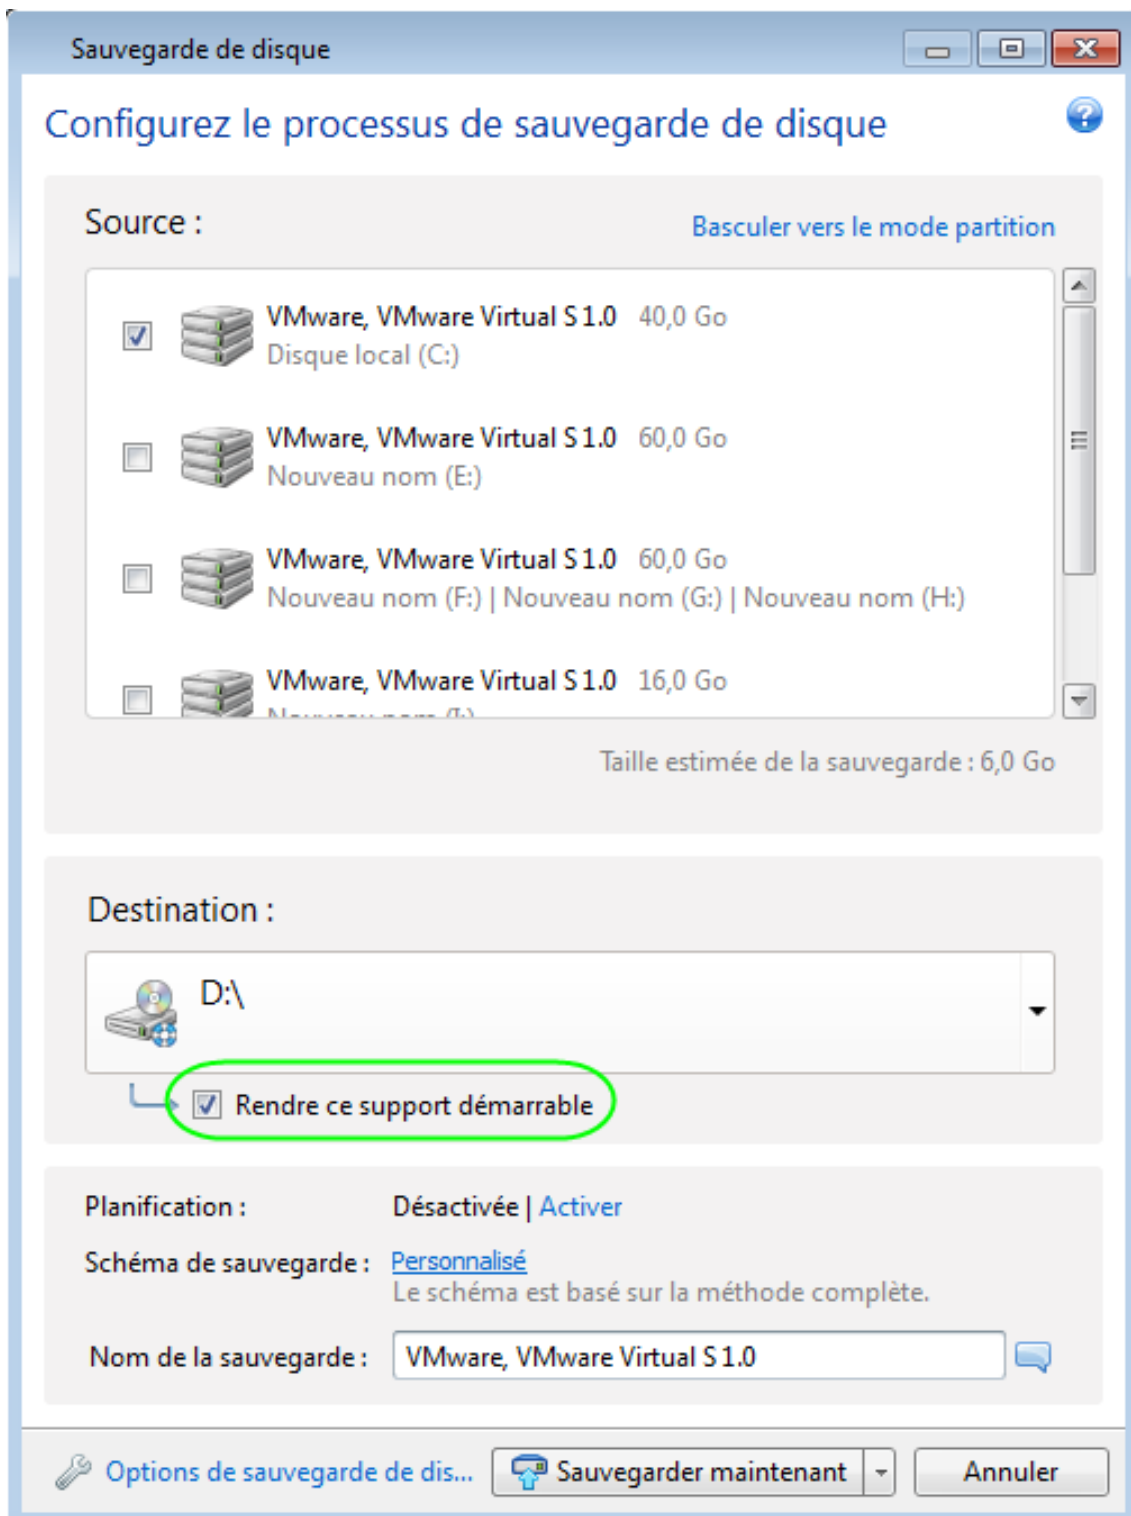 Sauvegarde de disque
Configurez le processus de sauvegarde de disque
Source :
Basculer vers le mode partition
VMware, VMware Virtual S 1.0 40,0 Go
Disque local (C:)
VMware, VMware Virtual S 1.0 60,0 Go
Nouveau nom (E:)
VMware, VMware Virtual S 1.0 60,0 Go
Nouveau nom (F:) | Nouveau nom (G:) | Nouveau nom (H:)
VMware, VMware Virtual S 1.0 16,0 Go
Nouveau nom (I:)
Taille estimée de la sauvegarde : 6,0 Go
Destination :
D:\
Rendre ce support démarrable
Planification : Désactivée | Activer
Schéma de sauvegarde : Personnalisé
Le schéma est basé sur la méthode complète.
Nom de la sauvegarde : VMware, VMware Virtual S 1.0
Options de sauvegarde de dis... Sauvegarder maintenant Annuler